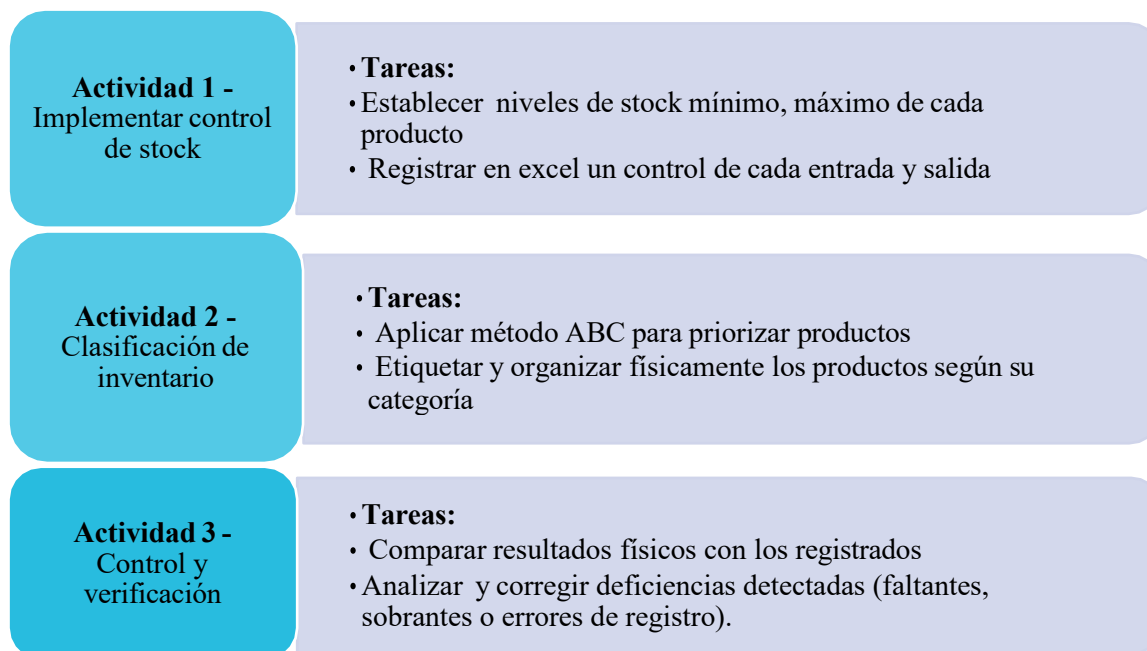 Actividad 1 -
Implementar control
de stock
• Tareas:
• Establecer niveles de stock mínimo, máximo de cada
producto
• Registrar en excel un control de cada entrada y salida
Actividad 2 -
Clasificación de
inventario
• Tareas:
• Aplicar método ABC para priorizar productos
• Etiquetar y organizar físicamente los productos según su
categoría
Actividad 3 -
Control y
verificación
• Tareas:
• Comparar resultados físicos con los registrados
• Analizar y corregir deficiencias detectadas (faltantes,
sobrantes o errores de registro).